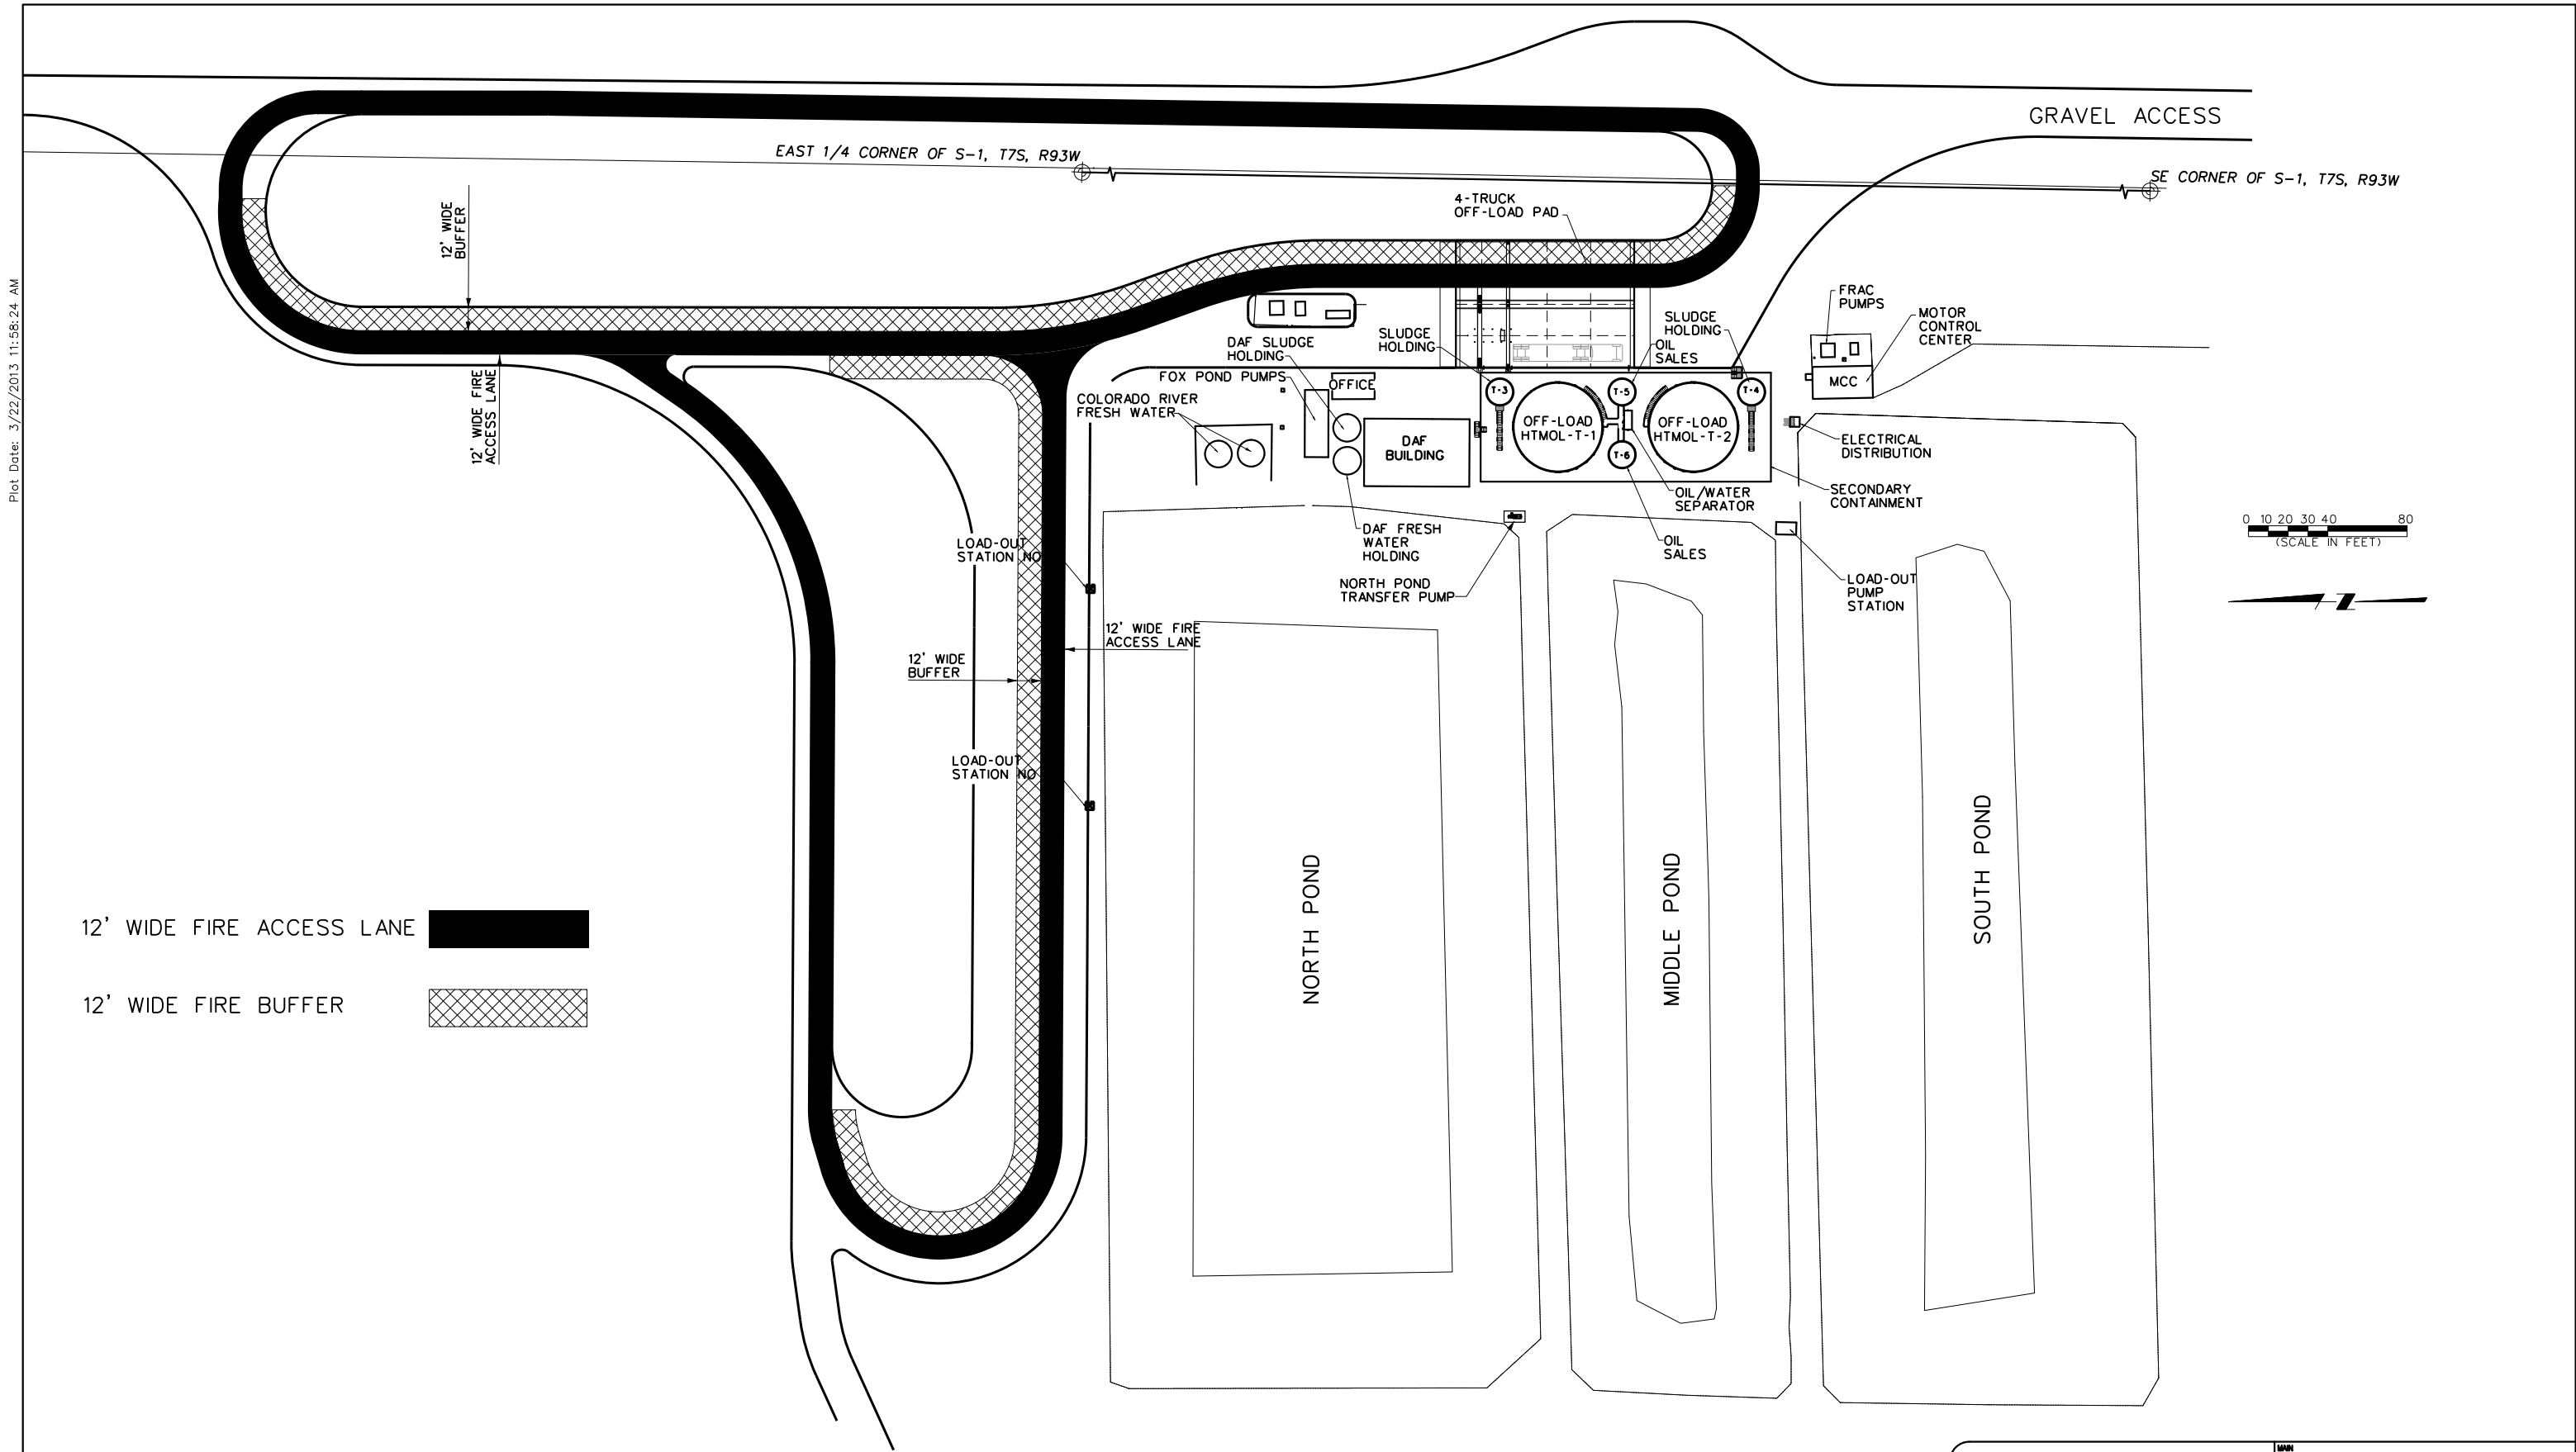 GRAVEL ACCESS
EAST 1/4 CORNER OF S-1, T7S, R93W
SE CORNER OF S-1, T7S, R93W
4-TRUCK
OFF-LOAD PAD
12' WIDE
BUFFER
12' WIDE FIRE
ACCESS LANE
Plot Date: 3/22/2013 11:58:24 AM
FRAC
PUMPS
MOTOR
CONTROL
CENTER
MCC
SLUDGE
HOLDING
OIL
SALES
SLUDGE
HOLDING
DAF SLUDGE
HOLDING
FOX POND PUMPS
OFFICE
COLORADO RIVER
FRESH WATER
T-3
T-5
T-4
T-6
OFF-LOAD
HTMOL-T-1
OFF-LOAD
HTMOL-T-2
DAF
BUILDING
ELECTRICAL
DISTRIBUTION
SECONDARY
CONTAINMENT
OIL/WATER
SEPARATOR
OIL
SALES
DAF FRESH
WATER
HOLDING
NORTH POND
TRANSFER PUMP
LOAD-OUT
PUMP
STATION
0 10 20 30 40 80
(SCALE IN FEET)
Z
LOAD-OUT
STATION NO
12' WIDE FIRE
ACCESS LANE
12' WIDE
BUFFER
LOAD-OUT
STATION NO
NORTH POND
MIDDLE POND
SOUTH POND
12' WIDE FIRE ACCESS LANE
12' WIDE FIRE BUFFER
MAIN